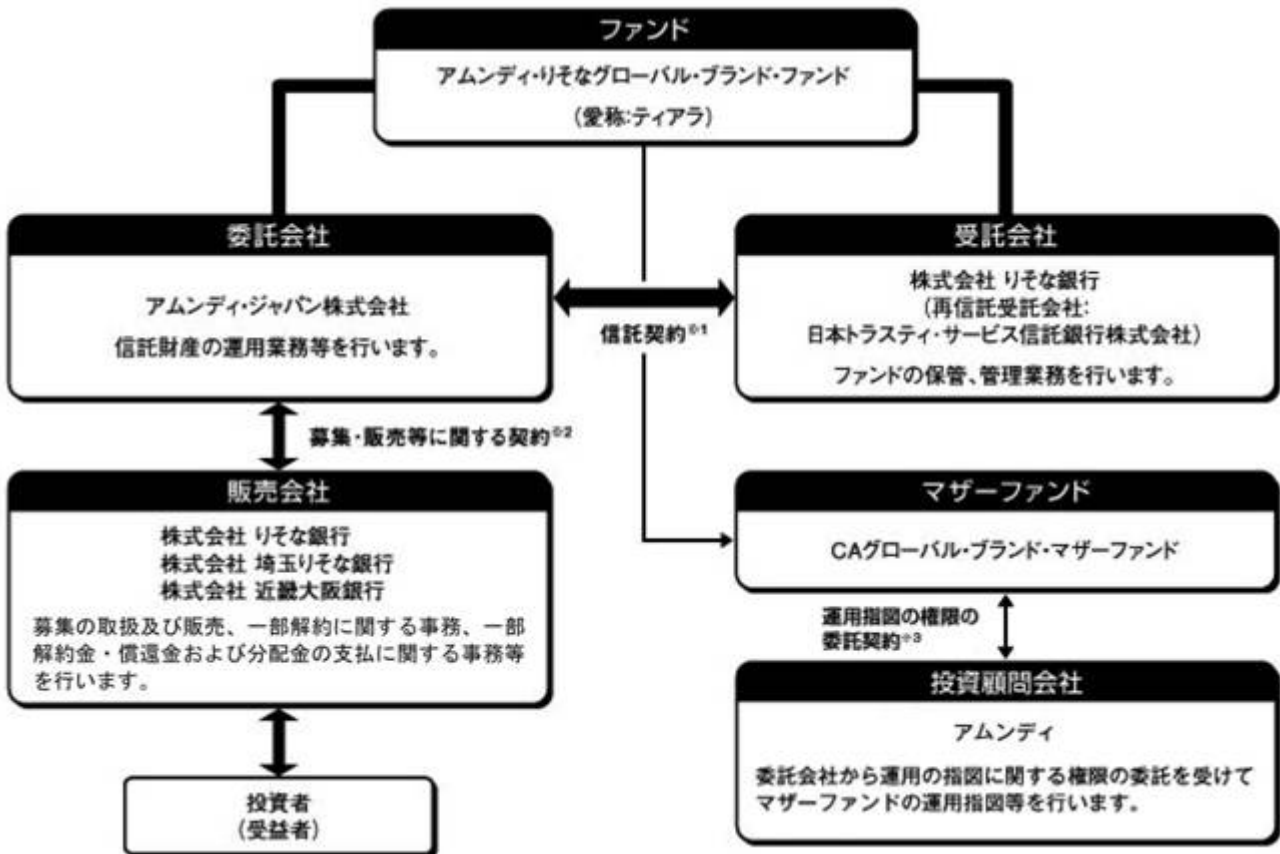 ファンド
アムンディ・りそなグローバル・ブランド・ファンド
(愛称:ティアラ)
委託会社
アムンディ・ジャパン株式会社
信託財産の運用業務等を行います。
信託契約※1
受託会社
株式会社 りそな銀行
(再信託受託会社:
日本トラスティ・サービス信託銀行株式会社)
ファンドの保管、管理業務を行います。
募集・販売等に関する契約※2
販売会社
株式会社 りそな銀行
株式会社 埼玉りそな銀行
株式会社 近畿大阪銀行
募集の取扱及び販売、一部解約に関する事務、一部
解約金・償還金および分配金の支払に関する事務等
を行います。
マザーファンド
CAグローバル・ブランド・マザーファンド
運用指図の権限の
委託契約※3
投資顧問会社
アムンディ
委託会社から運用の指図に関する権限の委託を受けて
マザーファンドの運用指図等を行います。
投資者
(受益者)